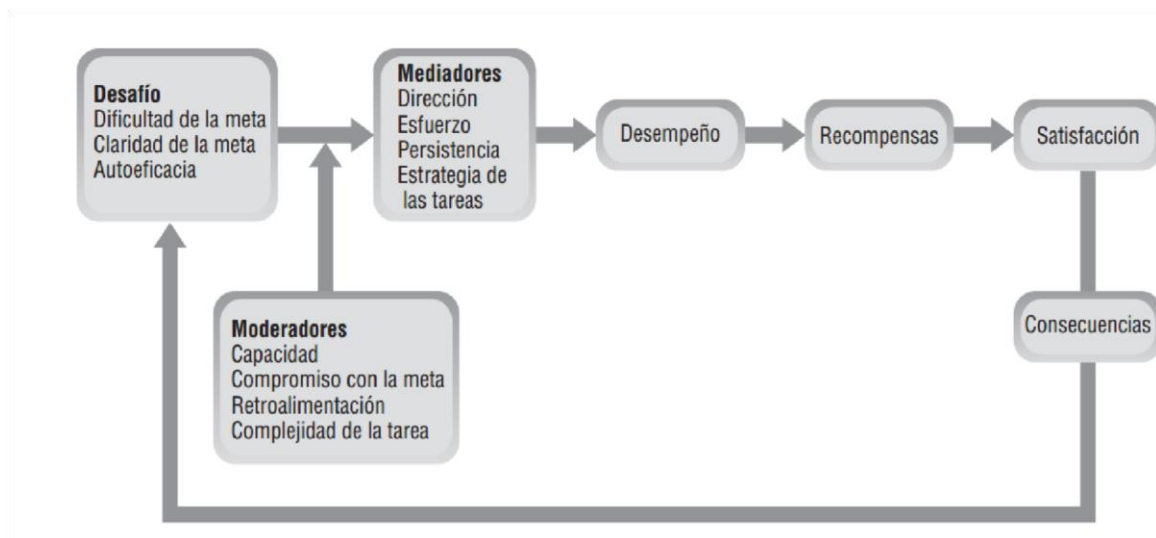 Desafío
Dificultad de la meta
Claridad de la meta
Autoeficacia
Mediadores
Dirección
Esfuerzo
Persistencia
Estrategia de
las tareas
Desempeño
Recompensas
Satisfacción
Moderadores
Capacidad
Compromiso con la meta
Retroalimentación
Complejidad de la tarea
Consecuencias